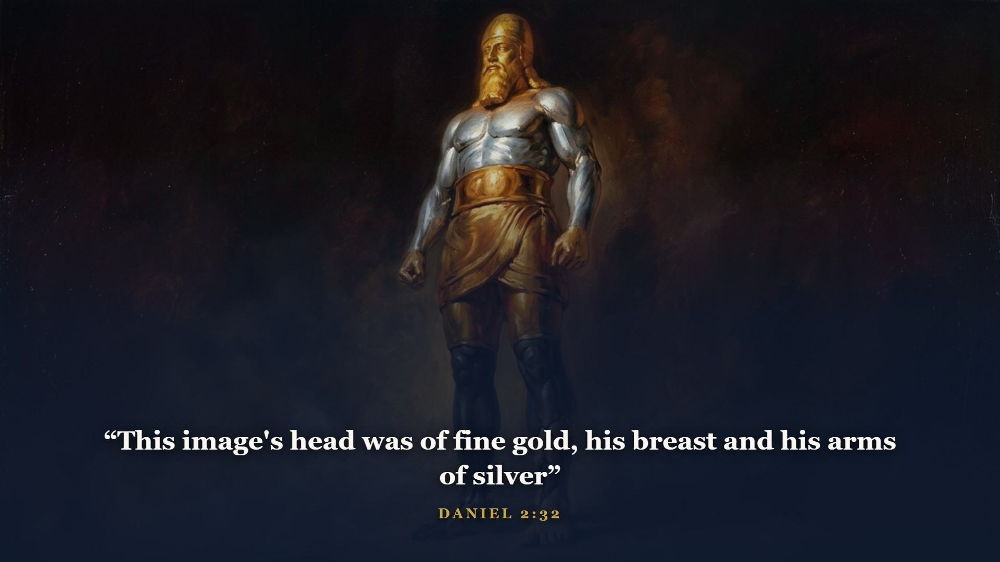 “This image's head was of fine gold, his breast and his arms
of silver”
DANIEL 2:32